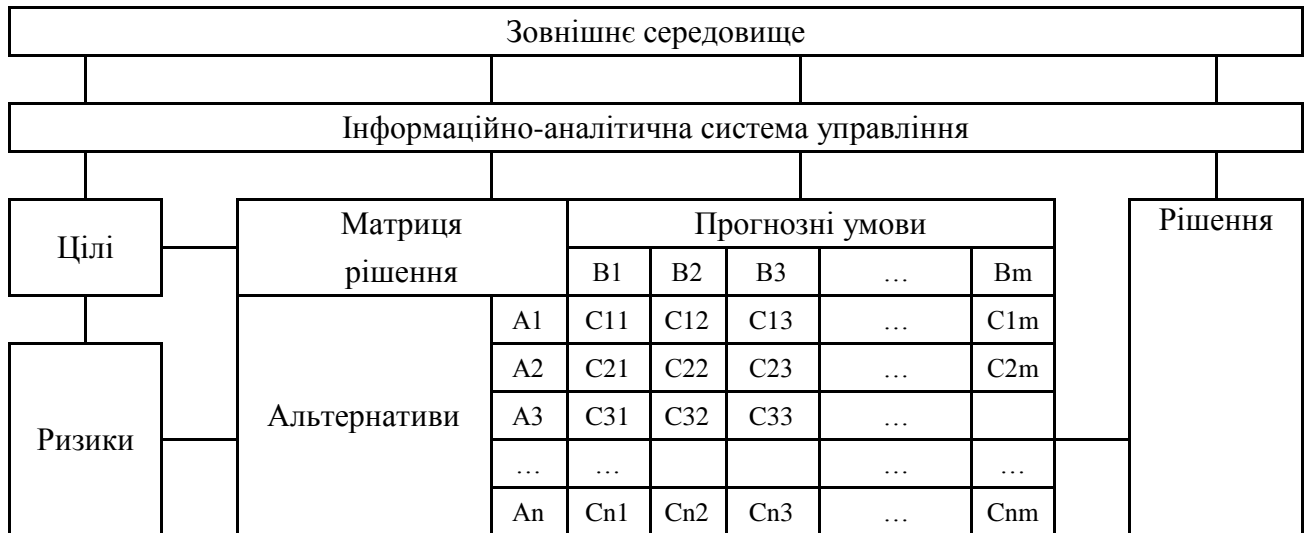 Зовнішнє середовище
Інформаційно-аналітична система управління
Цілі
Матриця
рішення
Прогнозні умови
Рішення
B1 B2 B3 … Bm
Альтернативи
A1 C11 C12 C13 … C1m
A2 C21 C22 C23 … C2m
A3 C31 C32 C33 …
… … … …
An Cn1 Cn2 Cn3 … Cnm
Ризики